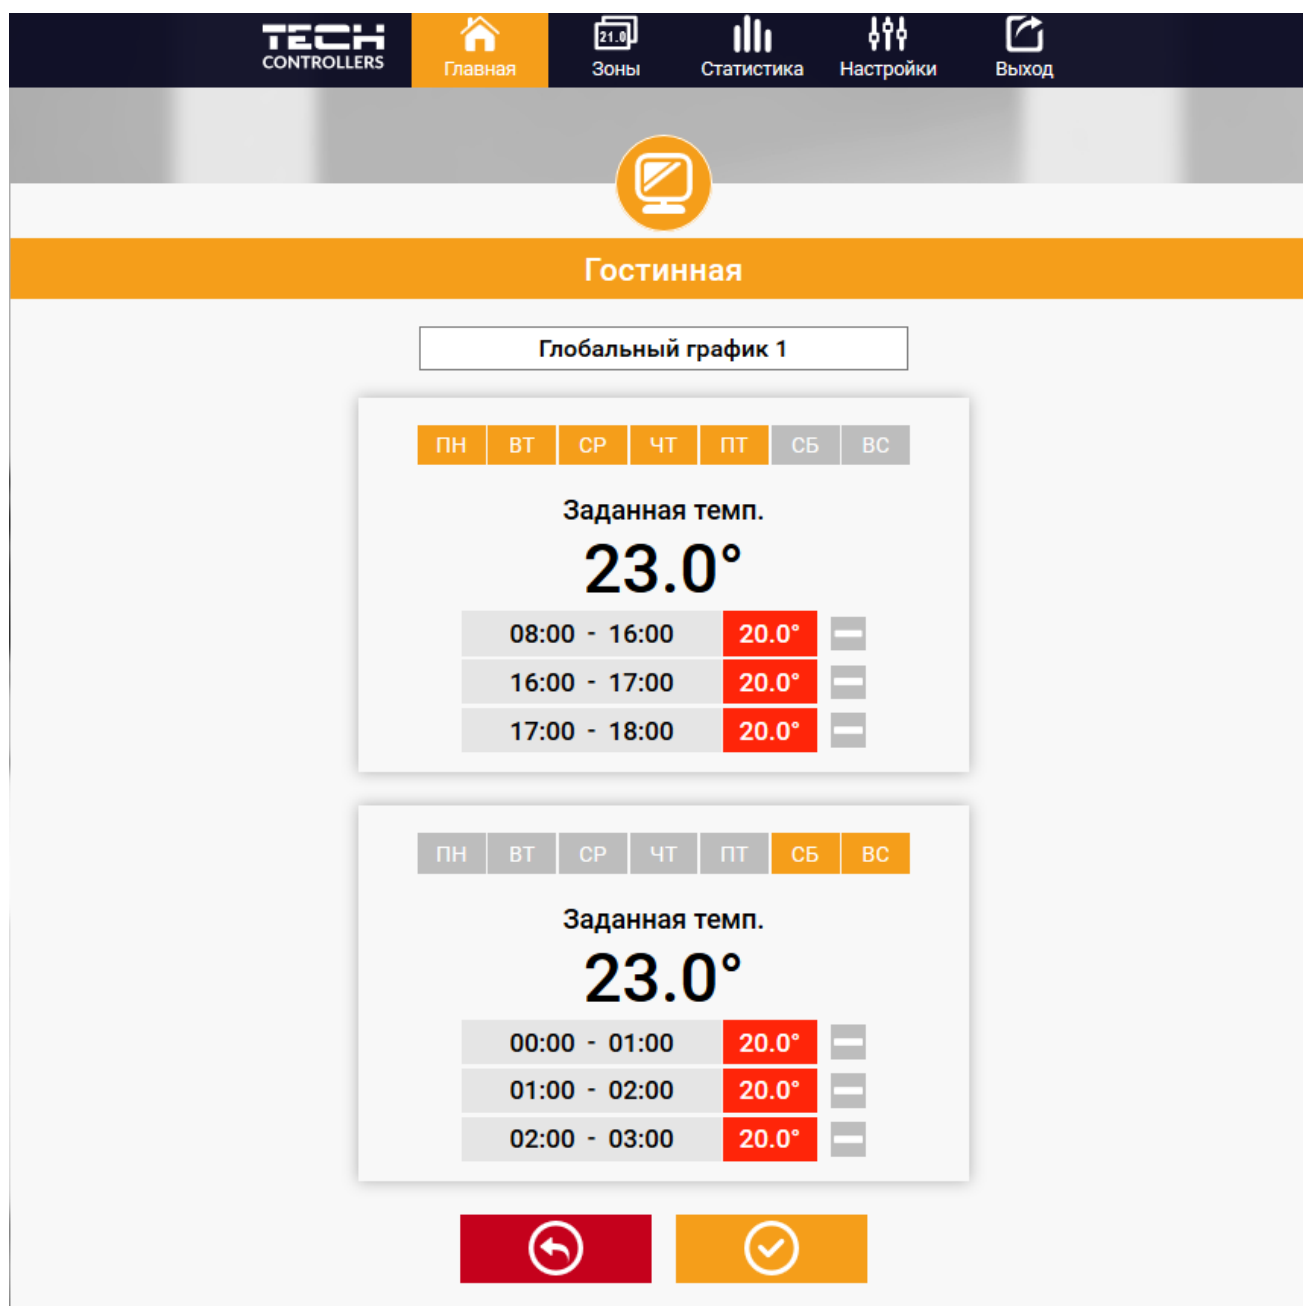 TECH
CONTROLLERS
Главная
21.0
Зоны
Статистика
Настройки
Выход
Гостинная
Глобальный график 1
ПН ВТ СР ЧТ ПТ СБ ВС
Заданная темп.
23.0°
08:00 - 16:00 20.0°
16:00 - 17:00 20.0°
17:00 - 18:00 20.0°
ПН ВТ СР ЧТ ПТ СБ ВС
Заданная темп.
23.0°
00:00 - 01:00 20.0°
01:00 - 02:00 20.0°
02:00 - 03:00 20.0°